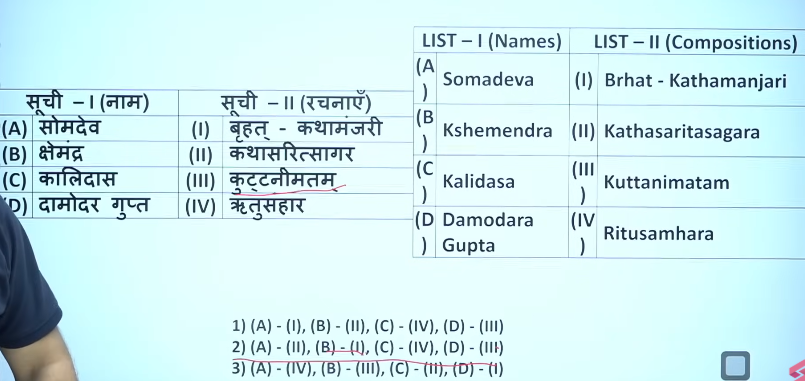 LIST – I (Names) LIST – II (Compositions)
(A) Somadeva (I) Brhat - Kathamanjari
(B) Kshemendra (II) Kathasaritasagara
(C) Kalidasa (III) Kuttanimatam
(D) Damodara Gupta (IV) Ritusamhara
सूची – I (नाम) सूची – II (रचनाएँ)
(A) सोमदेव (I) बृहत् - कथामंजरी
(B) क्षेमंद्र (II) कथासरित्सागर
(C) कालिदास (III) कुट्टनीमतम्
(D) दामोदर गुप्त (IV) ऋतुसंहार
1) (A) - (I), (B) - (II), (C) - (IV), (D) - (III)
2) (A) - (II), (B) - (I), (C) - (IV), (D) - (III)
3) (A) - (IV), (B) - (III), (C) - (II), (D) - (I)